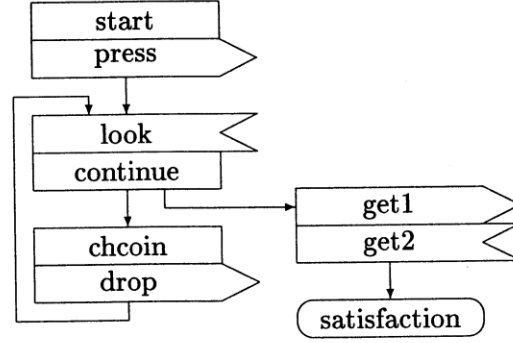 start
press
look
continue
chcoin
drop
get1
get2
satisfaction